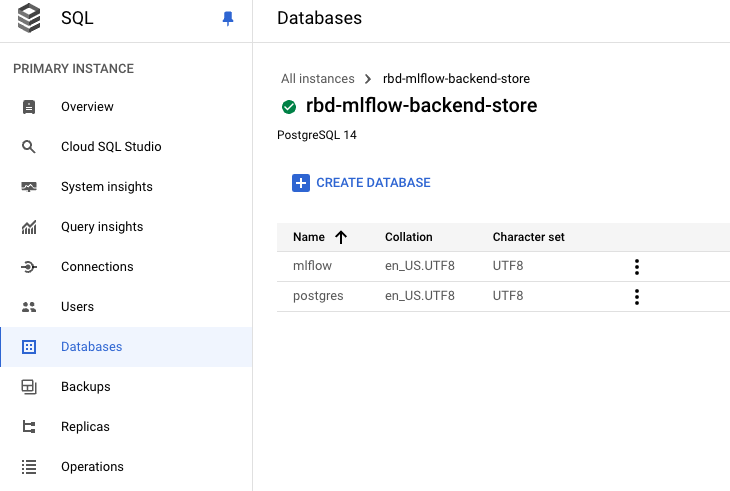 SQL
PRIMARY INSTANCE
Overview
Cloud SQL Studio
System insights
Query insights
Connections
Users
Databases
Backups
Replicas
Operations
Databases
All instances rbd-mlflow-backend-store
rbd-mlflow-backend-store
PostgreSQL 14
CREATE DATABASE
Name Collation Character set
mlflow en_US.UTF8 UTF8
postgres en_US.UTF8 UTF8